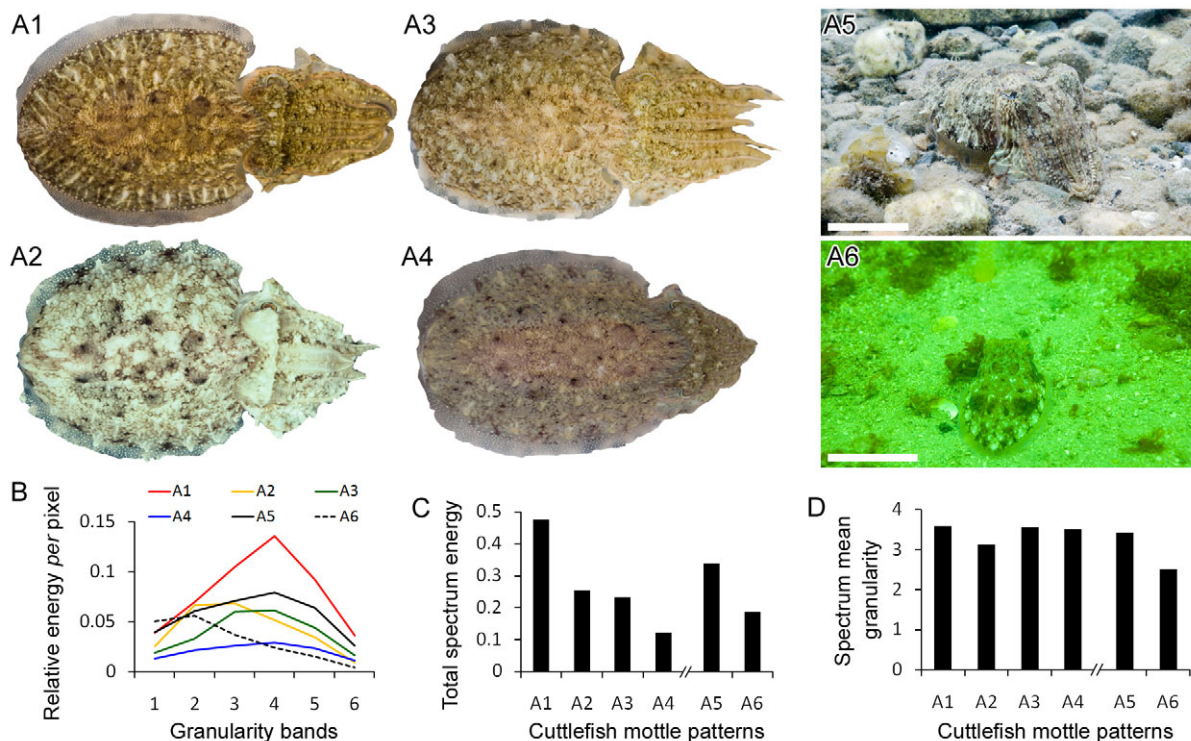 A1
A3
A5
A2
A4
A6
B
A1 A2 A3
A4 A5 A6
Relative energy per pixel
0.15
0.1
0.05
0
1 2 3 4 5 6
Granularity bands
C
Total spectrum energy
0.5
0.4
0.3
0.2
0.1
0
A1 A2 A3 A4 A5 A6
Cuttlefish mottle patterns
D
Spectrum mean
granularity
4
3
2
1
0
A1 A2 A3 A4 A5 A6
Cuttlefish mottle patterns